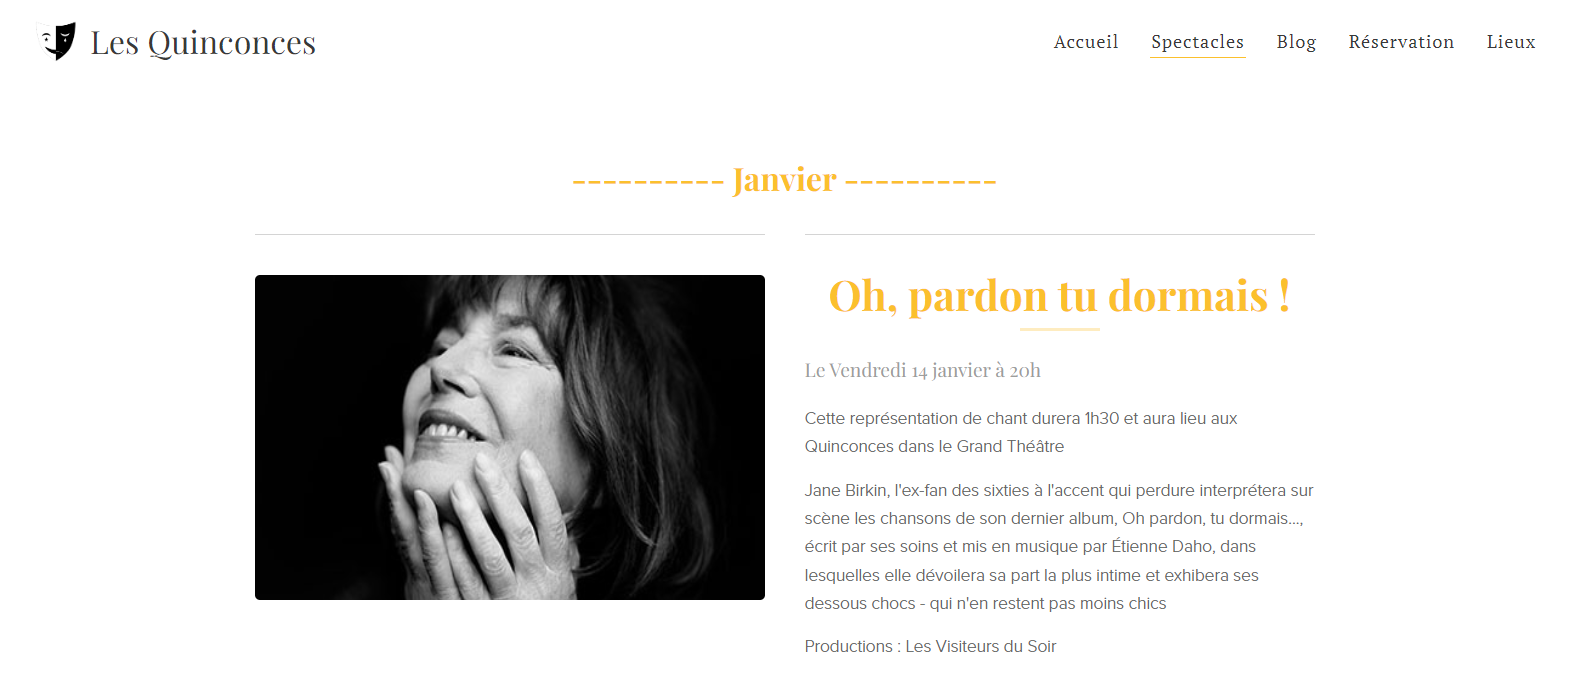 Les Quinconces
Accueil Spectacles Blog Réservation Lieux
---------- Janvier ----------
Oh, pardon tu dormais !
Le Vendredi 14 janvier à 20h
Cette représentation de chant durera 1h30 et aura lieu aux
Quinconces dans le Grand Théâtre
Jane Birkin, l'ex-fan des sixties à l'accent qui perdure interprétera sur
scène les chansons de son dernier album, Oh pardon, tu dormais...,
écrit par ses soins et mis en musique par Étienne Daho, dans
lesquelles elle dévoilera sa part la plus intime et exhibera ses
dessous chocs - qui n'en restent pas moins chics
Productions : Les Visiteurs du Soir